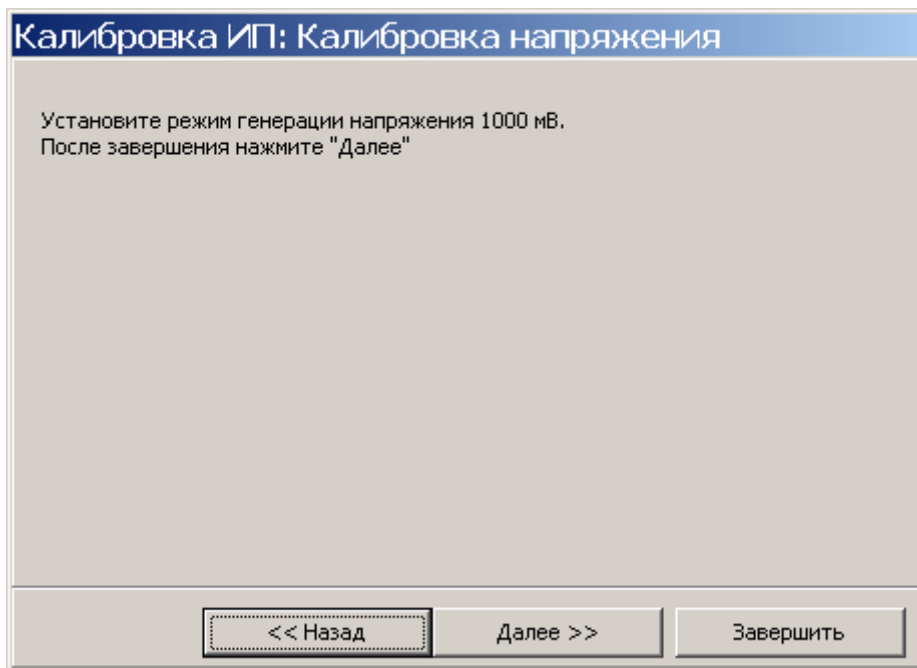 Калибровка ИП: Калибровка напряжения
Установите режим генерации напряжения 1000 мВ.
После завершения нажмите "Далее"
<< Назад
Далее >>
Завершить